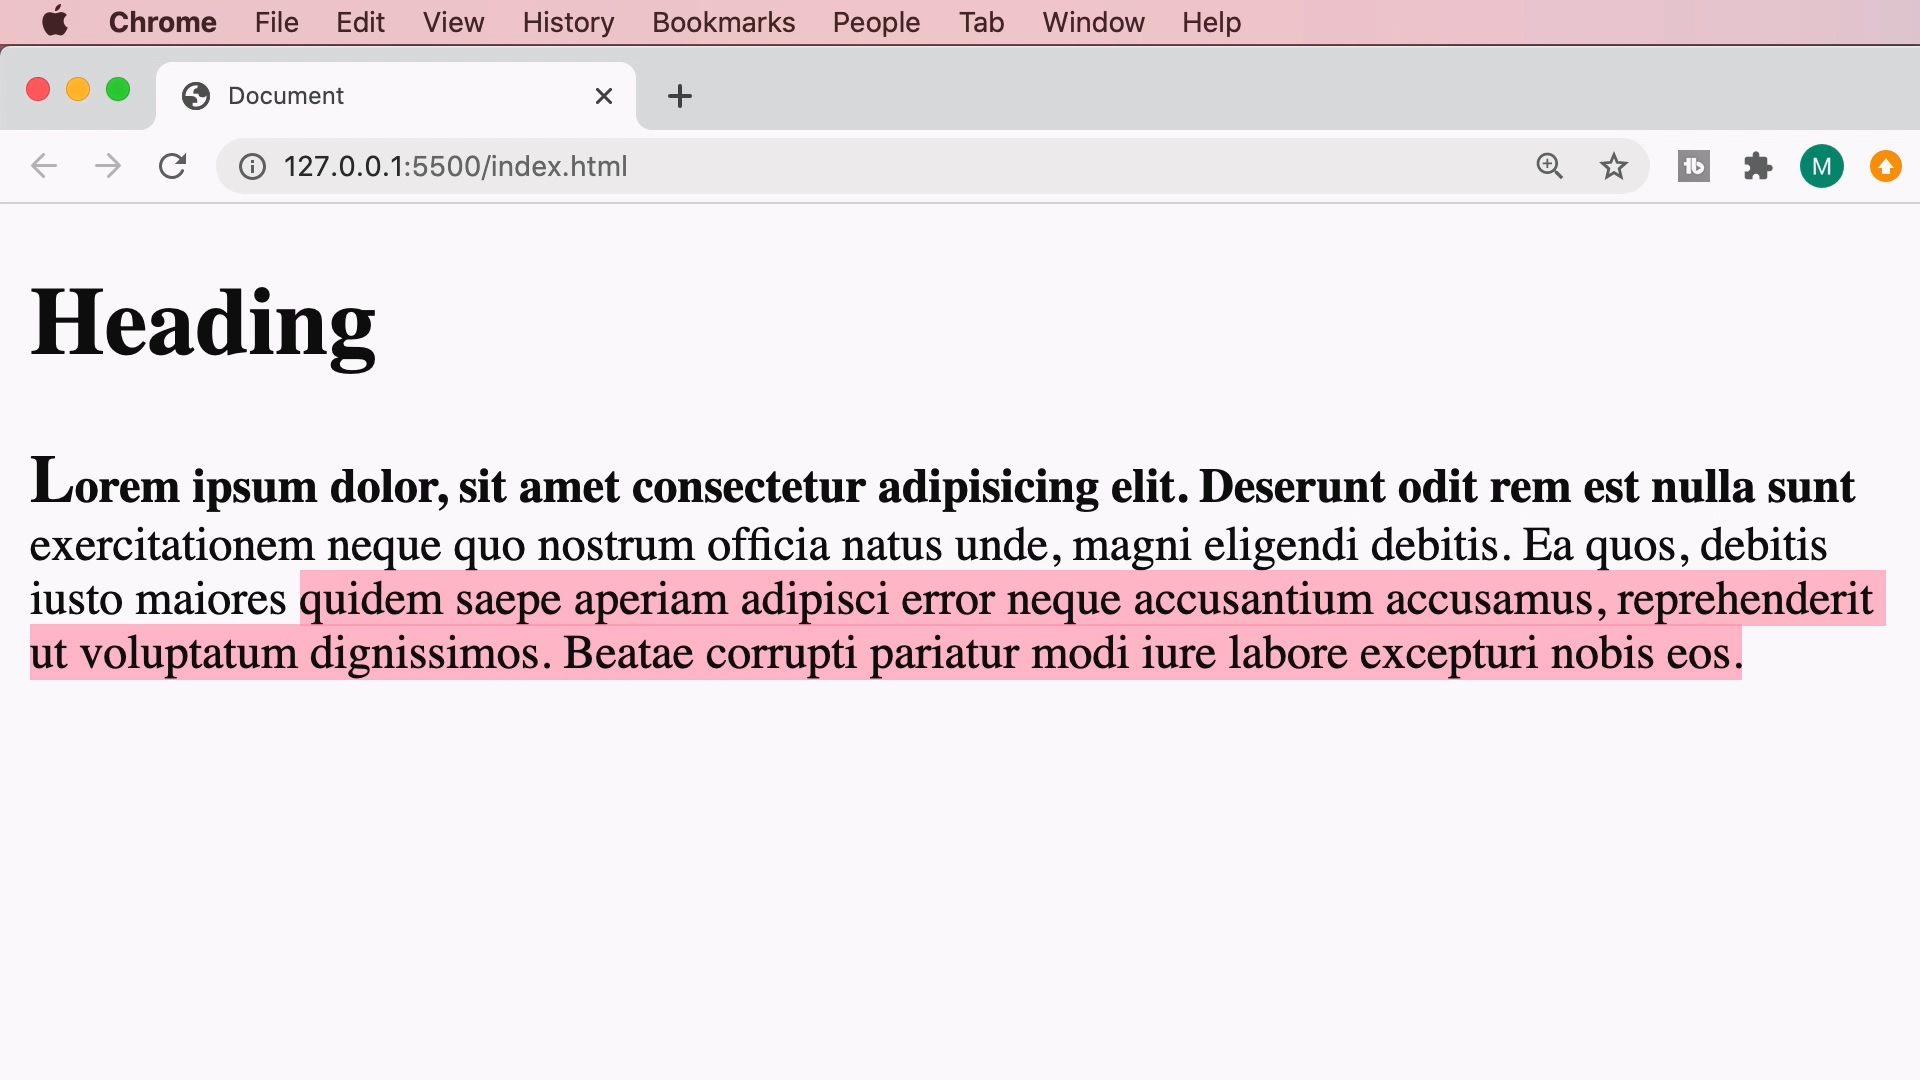 Chrome File Edit View History Bookmarks People Tab Window Help
Document
127.0.0.1:5500/index.html
M
Heading
Lorem ipsum dolor, sit amet consectetur adipisicing elit. Deserunt odit rem est nulla sunt
exercitationem neque quo nostrum officia natus unde, magni eligendi debitis. Ea quos, debitis
iusto maiores quidem saepe aperiam adipisci error neque accusantium accusamus, reprehenderit
ut voluptatum dignissimos. Beatae corrupti pariatur modi iure labore excepturi nobis eos.